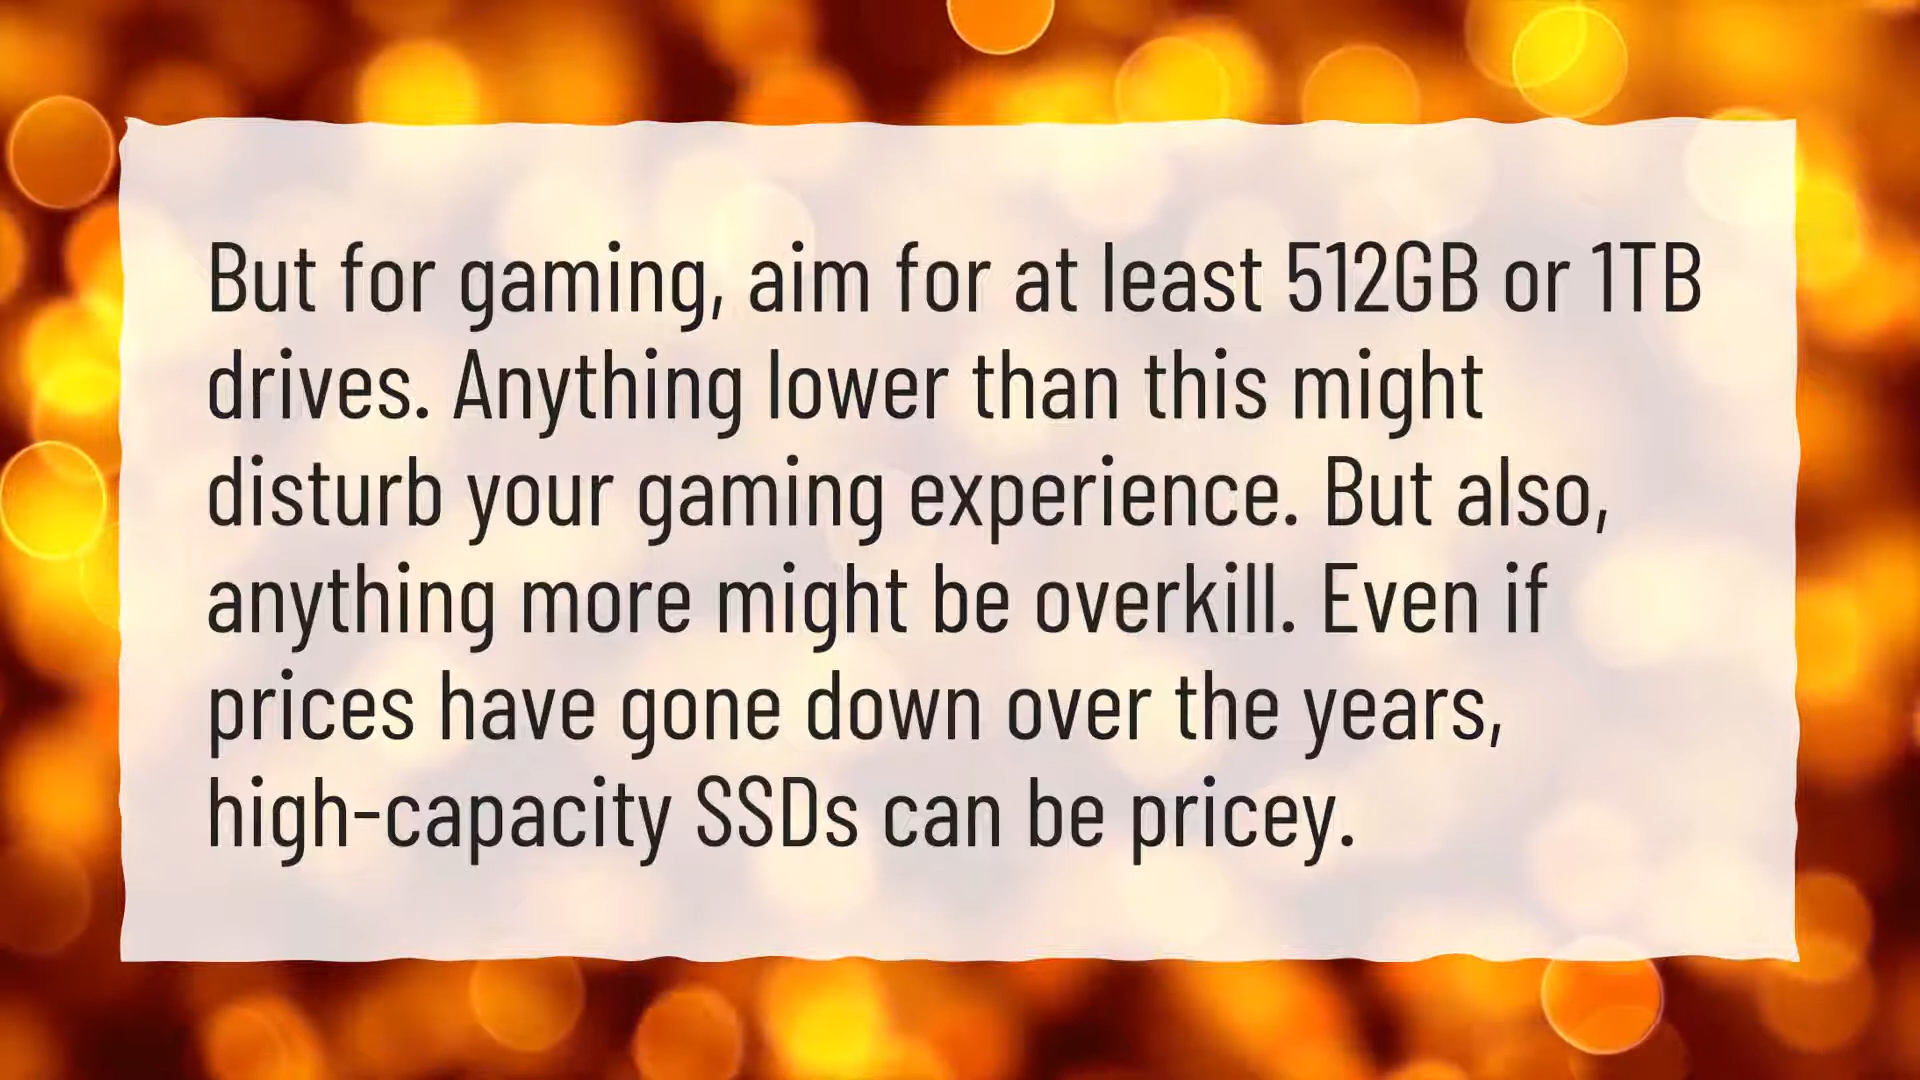 But for gaming, aim for at least 512GB or 1TB
drives. Anything lower than this might
disturb your gaming experience. But also,
anything more might be overkill. Even if
prices have gone down over the years,
high-capacity SSDs can be pricey.